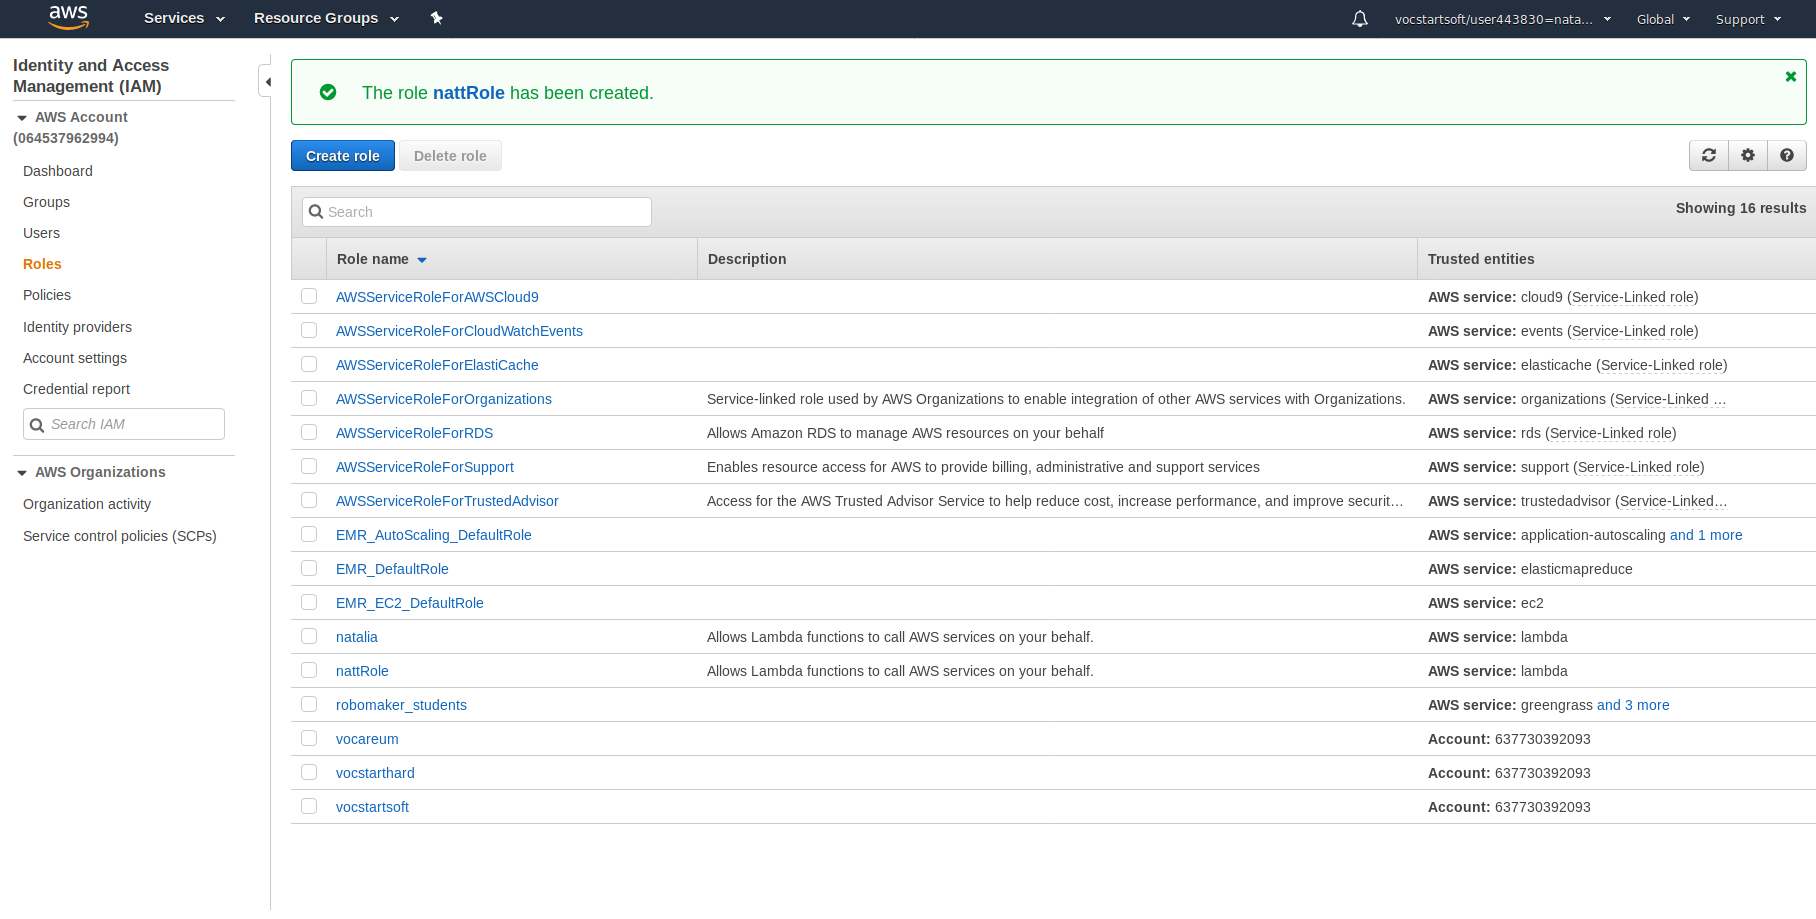 aws Services Resource Groups vocstartsoft/user443830=nata... Global Support
Identity and Access
Management (IAM)
AWS Account
(064537962994)
Dashboard
Groups
Users
Roles
Policies
Identity providers
Account settings
Credential report
Search IAM
AWS Organizations
Organization activity
Service control policies (SCPs)
The role nattRole has been created.
Create role Delete role
Search Showing 16 results
Role name Description Trusted entities
AWSServiceRoleForAWSCloud9 AWS service: cloud9 (Service-Linked role)
AWSServiceRoleForCloudWatchEvents AWS service: events (Service-Linked role)
AWSServiceRoleForElastiCache AWS service: elasticache (Service-Linked role)
AWSServiceRoleForOrganizations Service-linked role used by AWS Organizations to enable integration of other AWS services with Organizations. AWS service: organizations (Service-Linked ...
AWSServiceRoleForRDS Allows Amazon RDS to manage AWS resources on your behalf AWS service: rds (Service-Linked role)
AWSServiceRoleForSupport Enables resource access for AWS to provide billing, administrative and support services AWS service: support (Service-Linked role)
AWSServiceRoleForTrustedAdvisor Access for the AWS Trusted Advisor Service to help reduce cost, increase performance, and improve securit... AWS service: trustedadvisor (Service-Linked...
EMR_AutoScaling_DefaultRole AWS service: application-autoscaling and 1 more
EMR_DefaultRole AWS service: elasticmapreduce
EMR_EC2_DefaultRole AWS service: ec2
natalia Allows Lambda functions to call AWS services on your behalf. AWS service: lambda
nattRole Allows Lambda functions to call AWS services on your behalf. AWS service: lambda
robomaker_students AWS service: greengrass and 3 more
vocareum Account: 637730392093
vocstarthard Account: 637730392093
vocstartsoft Account: 637730392093